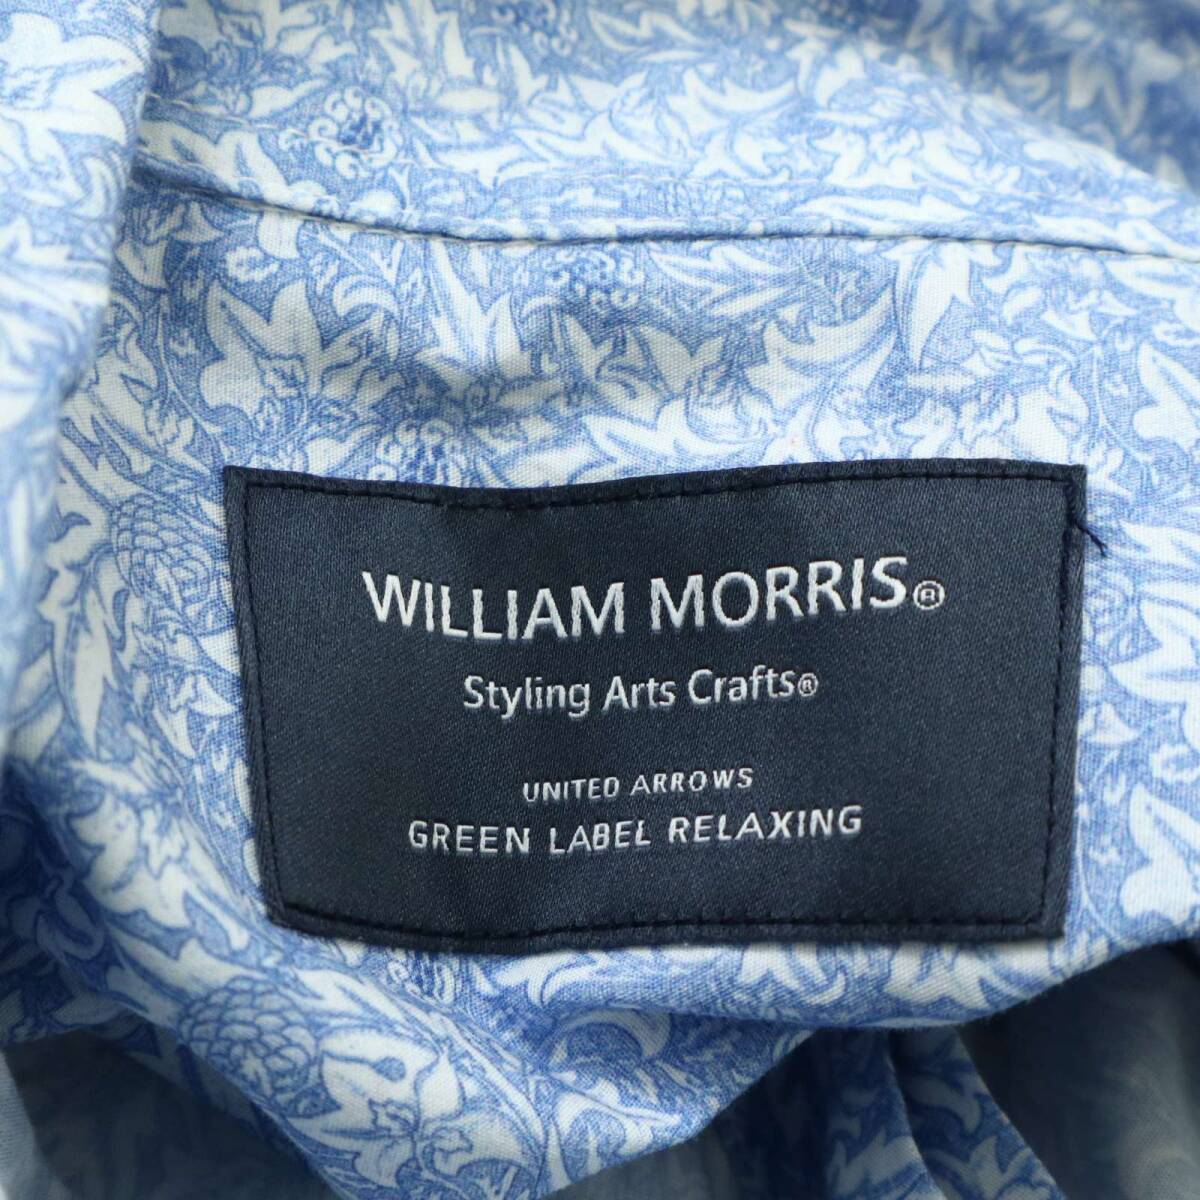 WILLIAM MORRIS®
Styling Arts Crafts®
UNITED ARROWS
GREEN LABEL RELAXING